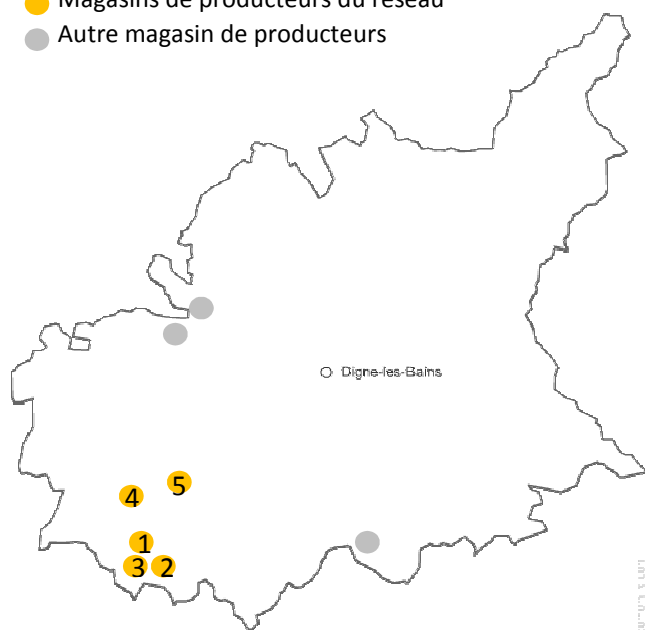 Magasins de producteurs du réseau
Autre magasin de producteurs
Digne-les-Bains
5
4
1
3 2